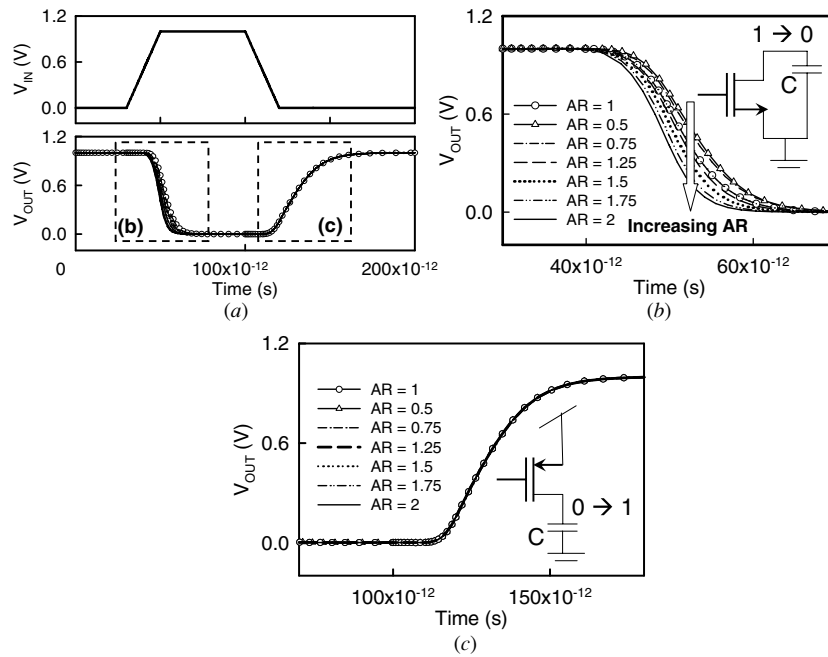 1.2
0.6
0.0
V_IN (V)
1.2
0.6
0.0
V_OUT (V)
(b)
(c)
0
100x10^-12
200x10^-12
Time (s)
(a)
1.2
0.6
0.0
V_OUT (V)
1 → 0
C
AR = 1
AR = 0.5
AR = 0.75
AR = 1.25
AR = 1.5
AR = 1.75
AR = 2
Increasing AR
40x10^-12
60x10^-12
Time (s)
(b)
1.2
0.6
0.0
V_OUT (V)
AR = 1
AR = 0.5
AR = 0.75
AR = 1.25
AR = 1.5
AR = 1.75
AR = 2
0 → 1
C
100x10^-12
150x10^-12
Time (s)
(c)